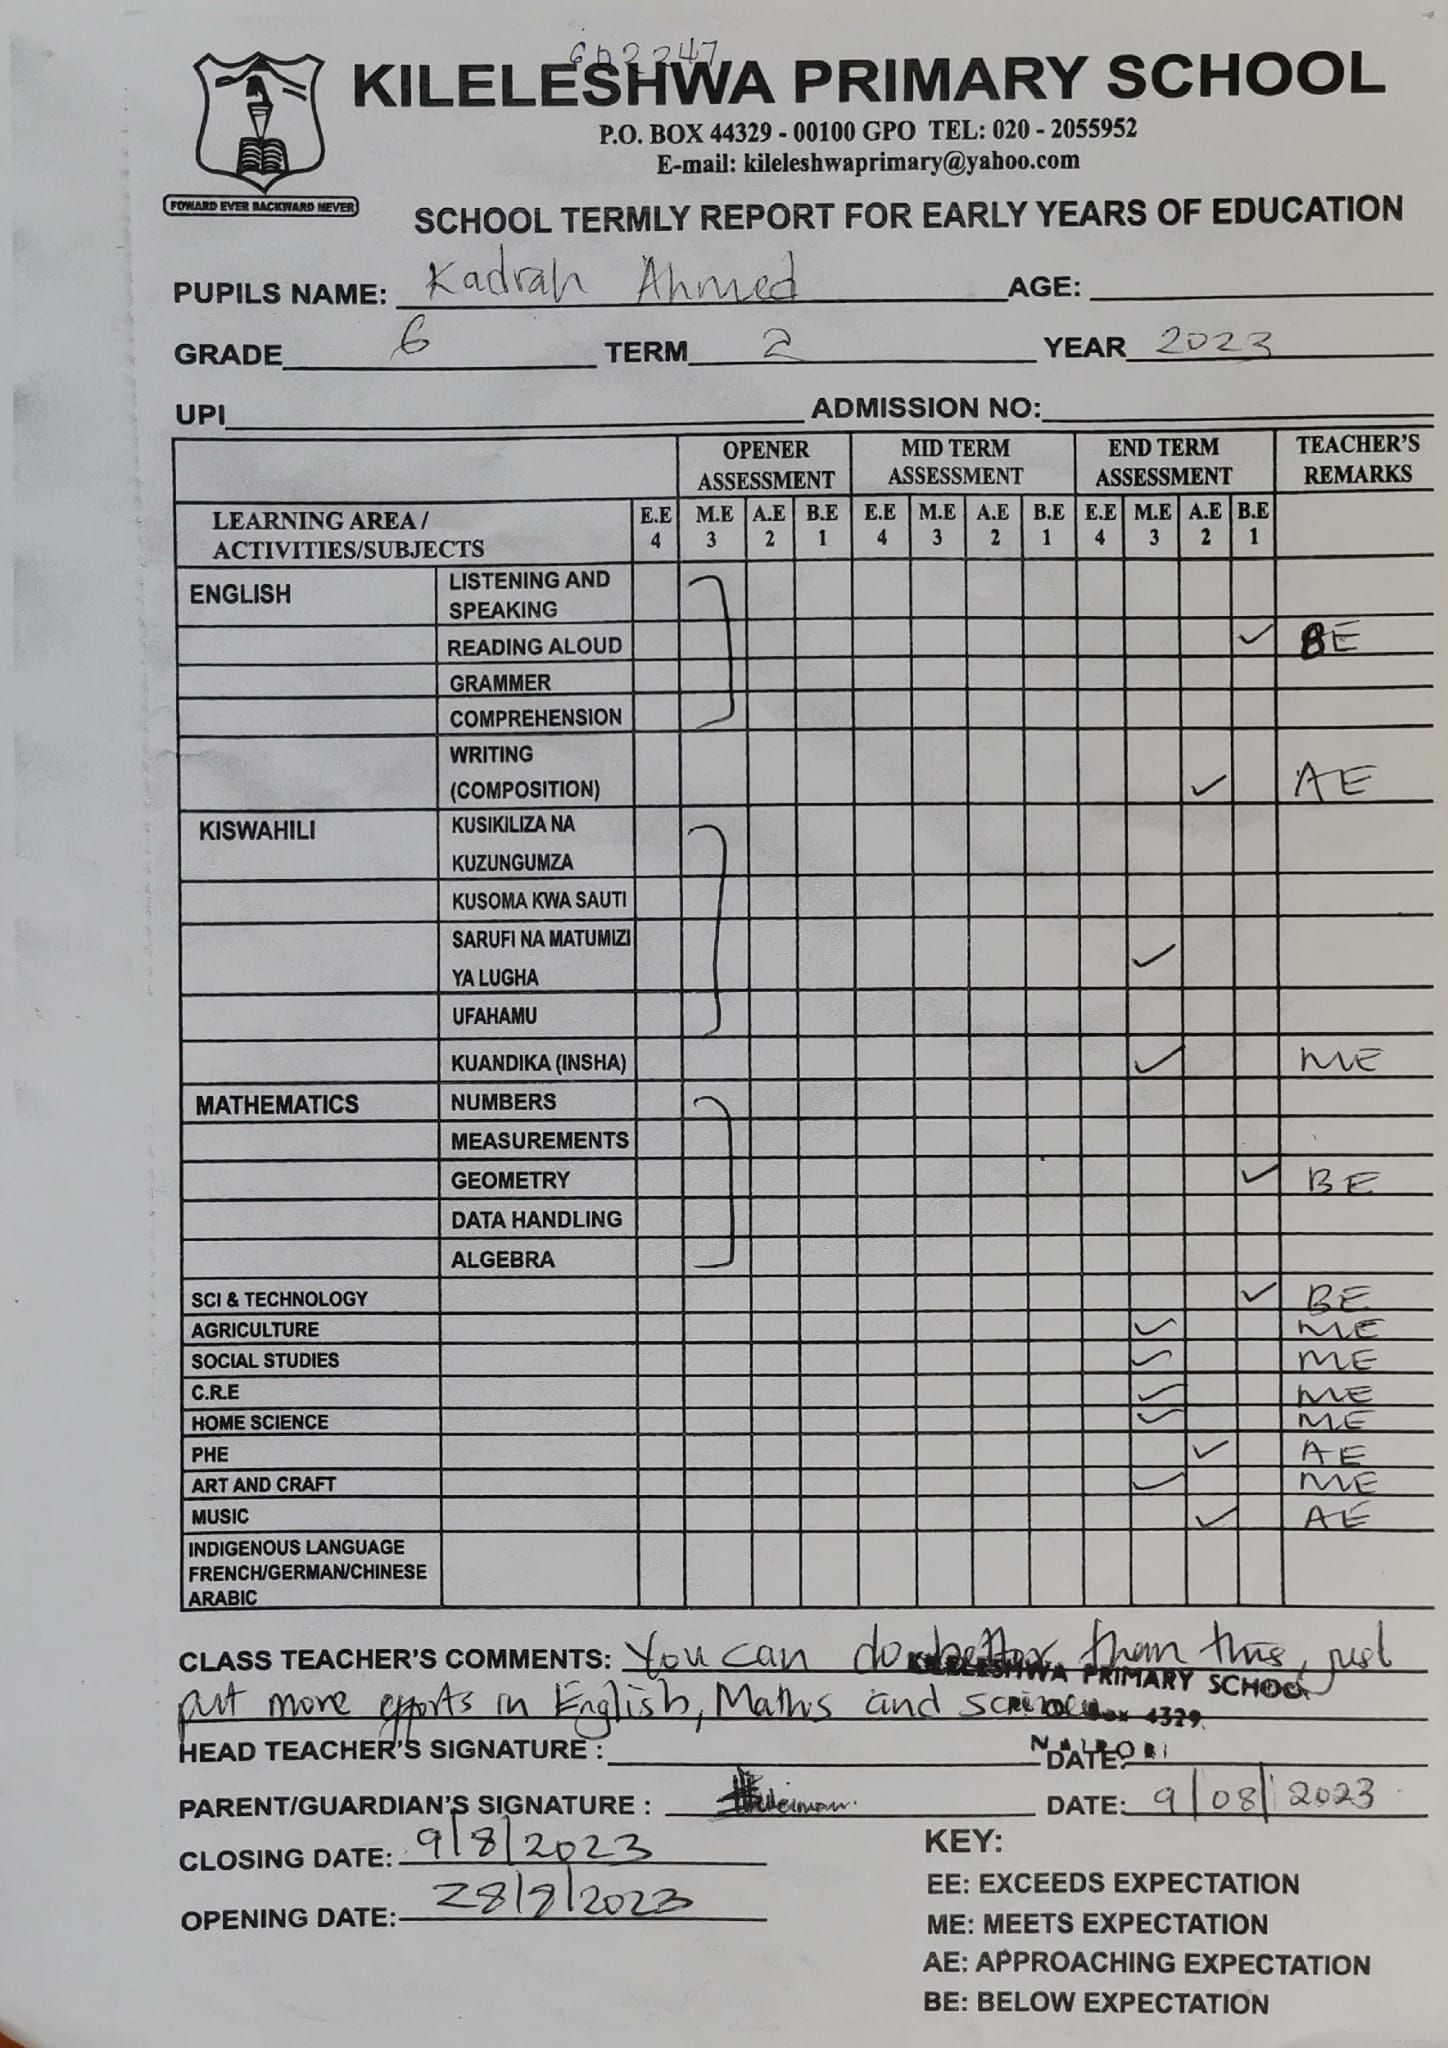 602247
KILELESHWA PRIMARY SCHOOL
P.O. BOX 44329 - 00100 GPO TEL: 020 - 2055952
E-mail: kileleshwaprimary@yahoo.com
FOWARD EVER BACKWARD NEVER
SCHOOL TERMLY REPORT FOR EARLY YEARS OF EDUCATION
PUPILS NAME: Kadrah Ahmed AGE:
GRADE 6 TERM 2 YEAR 2023
UPI ADMISSION NO:
OPENER ASSESSMENT MID TERM ASSESSMENT END TERM ASSESSMENT TEACHER'S REMARKS
LEARNING AREA / ACTIVITIES/SUBJECTS E.E 4 M.E 3 A.E 2 B.E 1 E.E 4 M.E 3 A.E 2 B.E 1 E.E 4 M.E 3 A.E 2 B.E 1
ENGLISH LISTENING AND SPEAKING
READING ALOUD ✓ BE
GRAMMER
COMPREHENSION
WRITING (COMPOSITION) ✓ AE
KISWAHILI KUSIKILIZA NA KUZUNGUMZA
KUSOMA KWA SAUTI
SARUFI NA MATUMIZI YA LUGHA ✓
UFAHAMU
KUANDIKA (INSHA) ✓ ME
MATHEMATICS NUMBERS
MEASUREMENTS
GEOMETRY ✓ BE
DATA HANDLING
ALGEBRA
SCI & TECHNOLOGY ✓ BE
AGRICULTURE ✓ ME
SOCIAL STUDIES ✓ ME
C.R.E ✓ ME
HOME SCIENCE ✓ ME
PHE ✓ AE
ART AND CRAFT ✓ ME
MUSIC ✓ AE
INDIGENOUS LANGUAGE
FRENCH/GERMAN/CHINESE
ARABIC
CLASS TEACHER'S COMMENTS: You can do better than this, just
KILELESHWA PRIMARY SCHOOL
put more efforts in English, Maths and
Box 4329
HEAD TEACHER'S SIGNATURE : DATE:
NAIROBI
PARENT/GUARDIAN'S SIGNATURE : DATE: 9/08/2023
CLOSING DATE: 9/8/2023
OPENING DATE: 28/8/2023
KEY:
EE: EXCEEDS EXPECTATION
ME: MEETS EXPECTATION
AE: APPROACHING EXPECTATION
BE: BELOW EXPECTATION